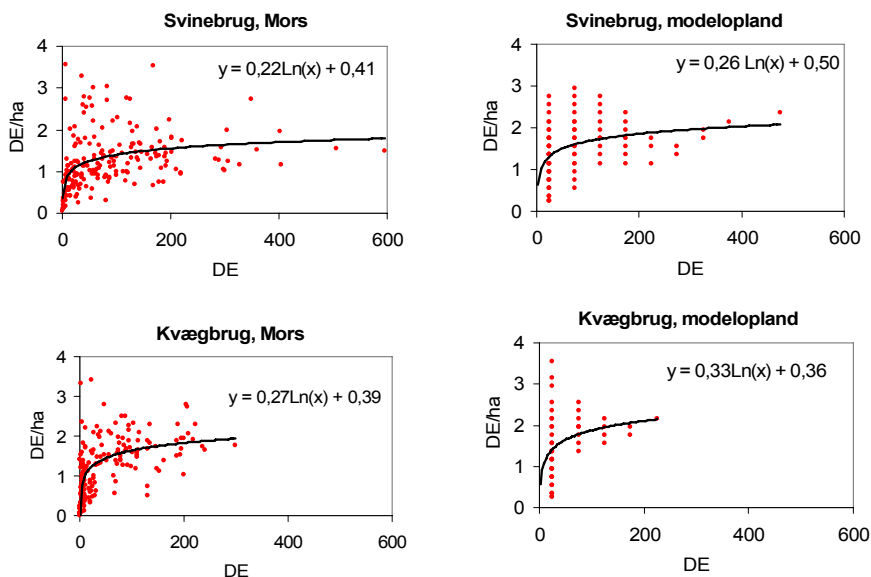 Svinebrug, Mors
y = 0,22Ln(x) + 0,41
DE/ha
4
3
2
1
0
0 200 400 600
DE
Svinebrug, modelopland
y = 0,26 Ln(x) + 0,50
DE/ha
4
3
2
1
0
0 200 400 600
DE
Kvægbrug, Mors
y = 0,27Ln(x) + 0,39
DE/ha
4
3
2
1
0
0 200 400 600
DE
Kvægbrug, modelopland
y = 0,33Ln(x) + 0,36
DE/ha
4
3
2
1
0
0 200 400 600
DE